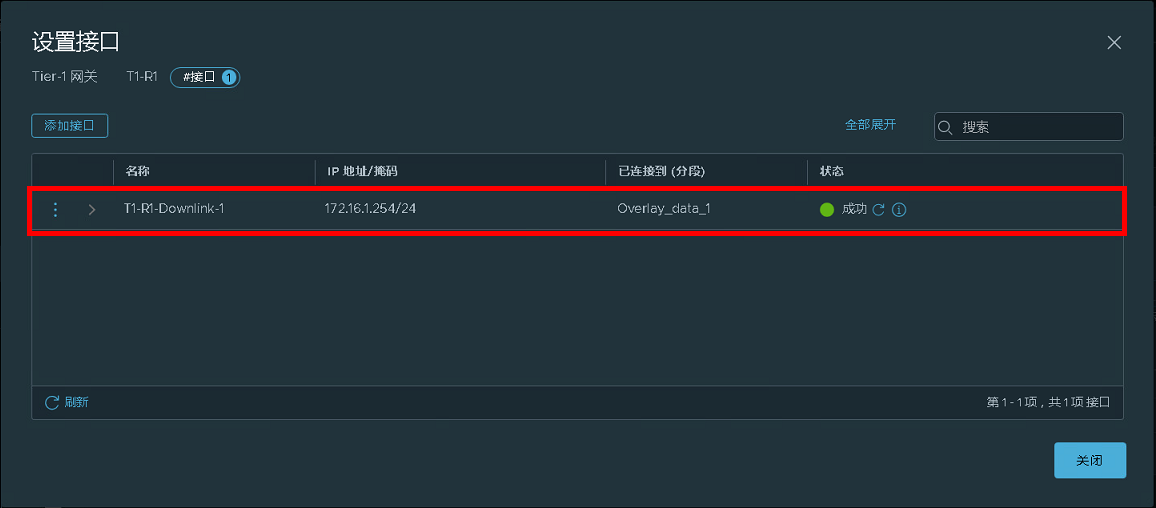 设置接口
Tier-1 网关 T1-R1 #接口 1
添加接口 全部展开 搜索
名称 IP 地址/掩码 已连接到 (分段) 状态
T1-R1-Downlink-1 172.16.1.254/24 Overlay_data_1 成功
刷新 第 1 - 1 项 , 共 1 项 接口
关闭